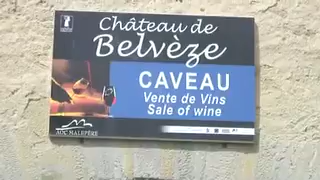 Château de
Belvèze
CAVEAU
Vente de Vins
Sale of wine
AOC MALEPÈRE